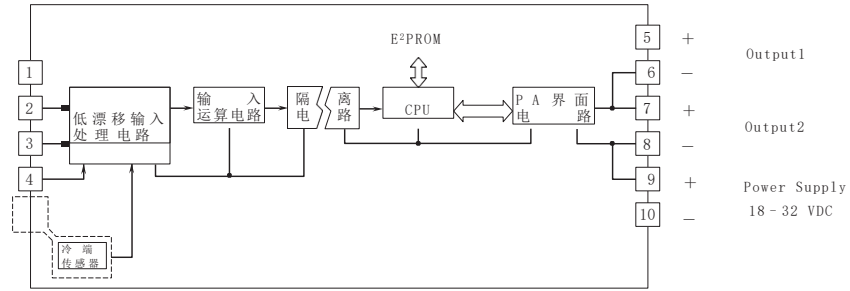 E²PROM
5 +
Output1
6 −
1
2
低漂移输入
处理电路
输 入
运算电路
隔 离
电 路
CPU
PA界面
电 路
7 +
Output2
3
8 −
4
9 +
Power Supply
18－32 VDC
10 −
冷 端
传感器